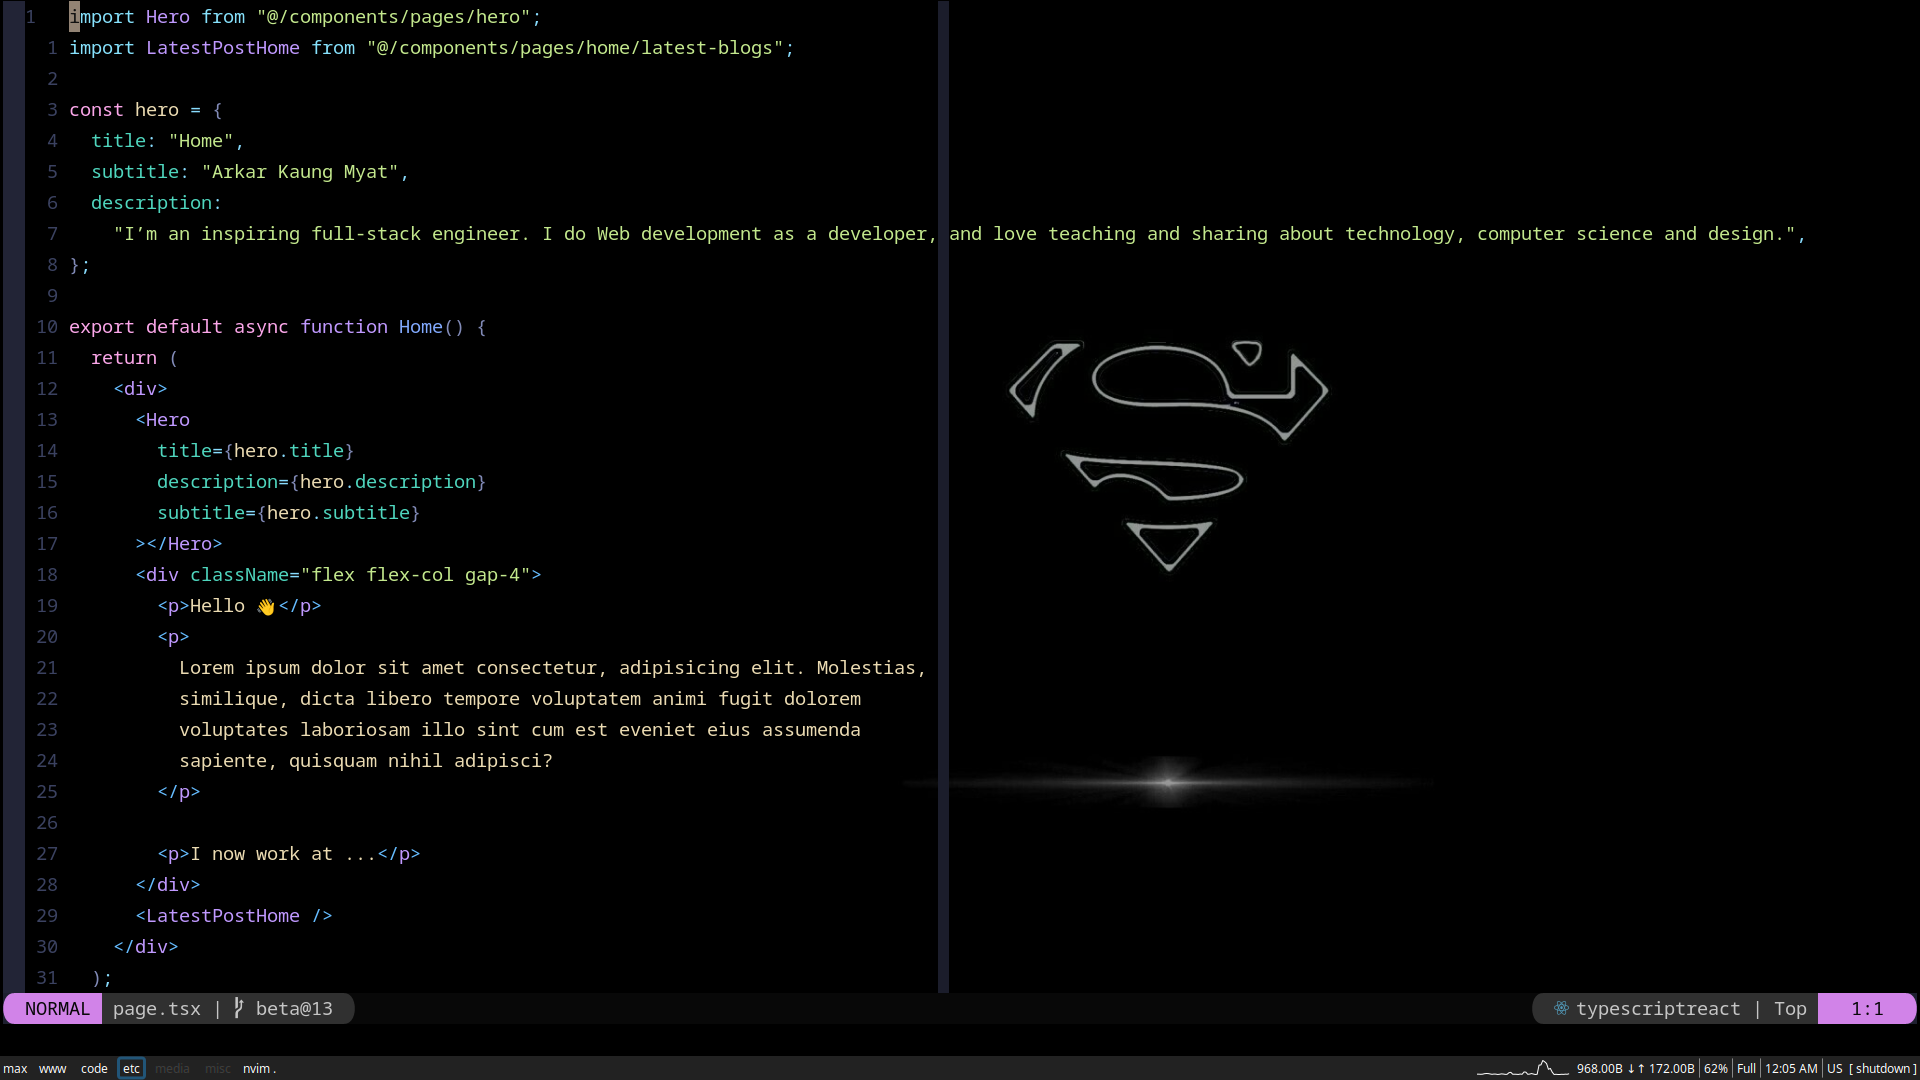 1 import Hero from "@/components/pages/hero";
1 import LatestPostHome from "@/components/pages/home/latest-blogs";
2
3 const hero = {
4   title: "Home",
5   subtitle: "Arkar Kaung Myat",
6   description:
7     "I’m an inspiring full-stack engineer. I do Web development as a developer, and love teaching and sharing about technology, computer science and design.",
8 };
9
10 export default async function Home() {
11   return (
12     <div>
13       <Hero
14         title={hero.title}
15         description={hero.description}
16         subtitle={hero.subtitle}
17       ></Hero>
18       <div className="flex flex-col gap-4">
19         <p>Hello 👋</p>
20         <p>
21           Lorem ipsum dolor sit amet consectetur, adipisicing elit. Molestias,
22           similique, dicta libero tempore voluptatem animi fugit dolorem
23           voluptates laboriosam illo sint cum est eveniet eius assumenda
24           sapiente, quisquam nihil adipisci?
25         </p>
26
27         <p>I now work at ...</p>
28       </div>
29       <LatestPostHome />
30     </div>
31   );
NORMAL page.tsx | beta@13 typescriptreact | Top 1:1
max www code etc media misc nvim . 968.00B ↓↑ 172.00B 62% Full 12:05 AM US [ shutdown ]